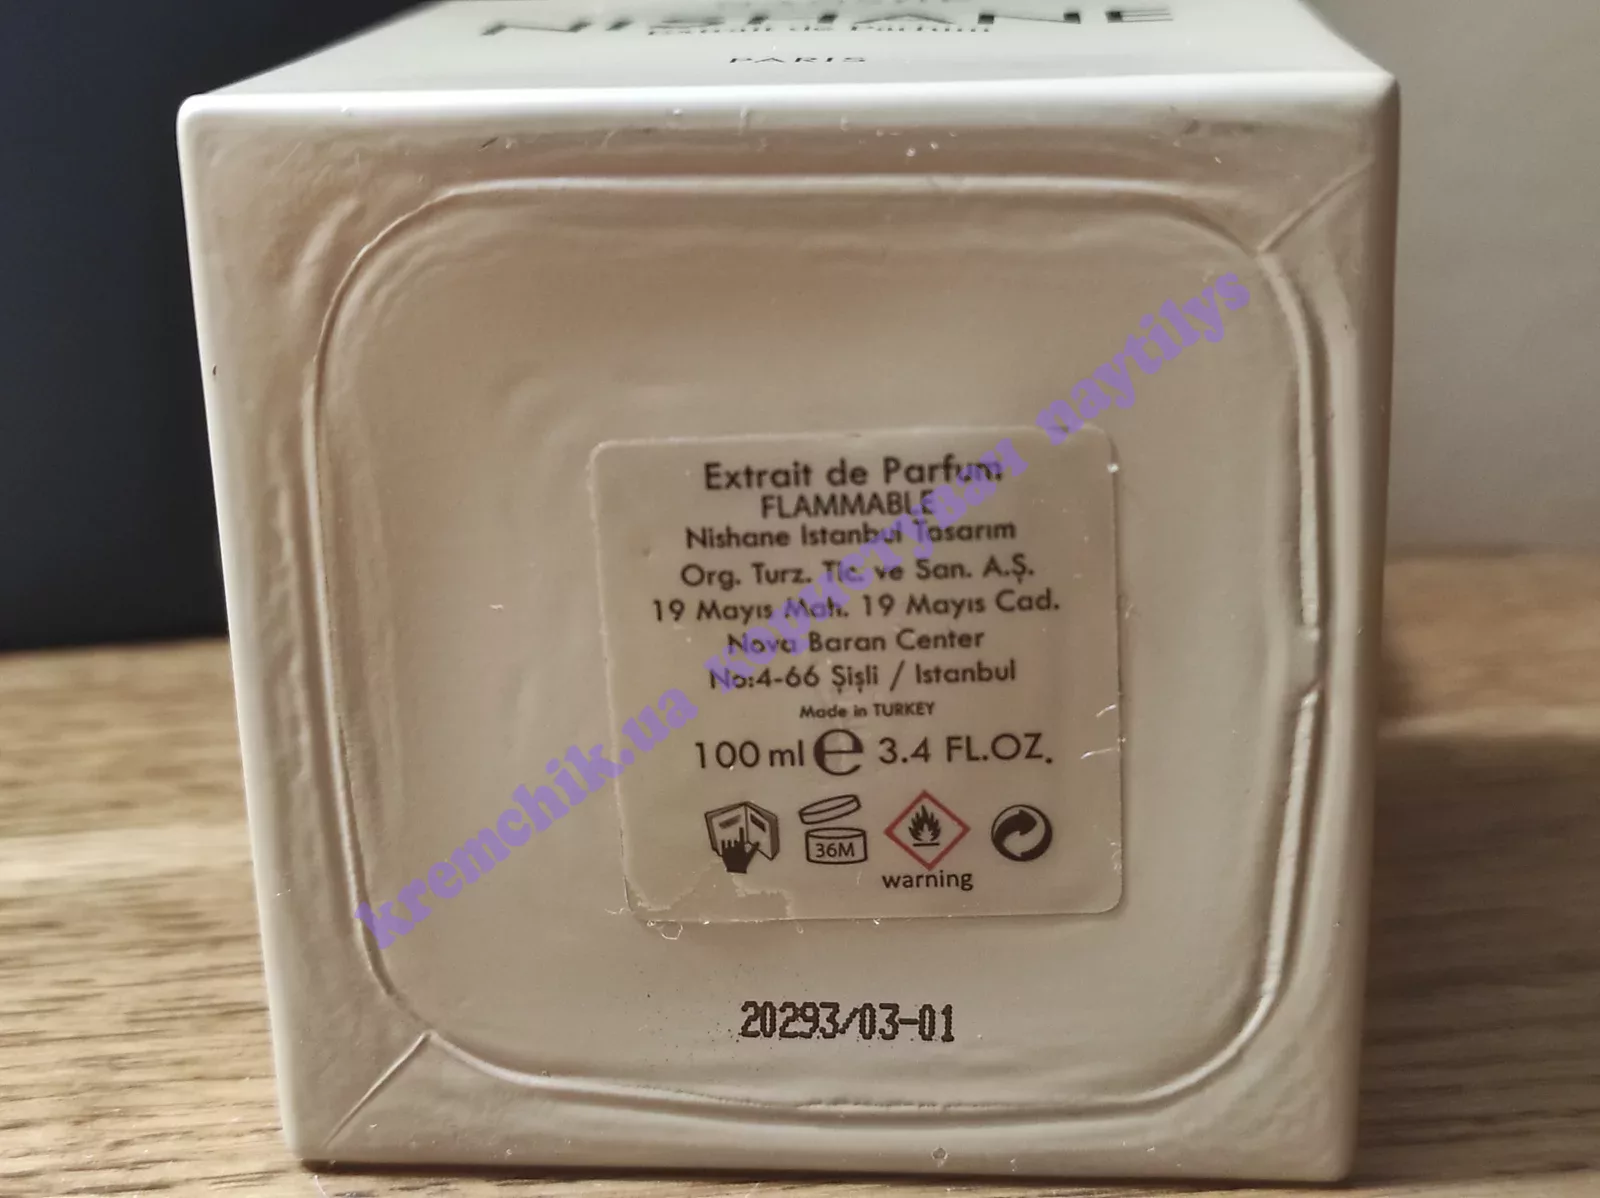 NISHANE
Extrait de Parfum
PARIS
Extrait de Parfum
FLAMMABLE
Nishane Istanbul Tasarım
Org. Turz. Tic. ve San. A.Ş.
19 Mayıs Mah. 19 Mayıs Cad.
Nova Baran Center
No:4-66 Şişli / Istanbul
Made in TURKEY
100 ml e 3.4 FL.OZ.
36M
warning
20293/03-01
kremchik.ua користувач naytilys